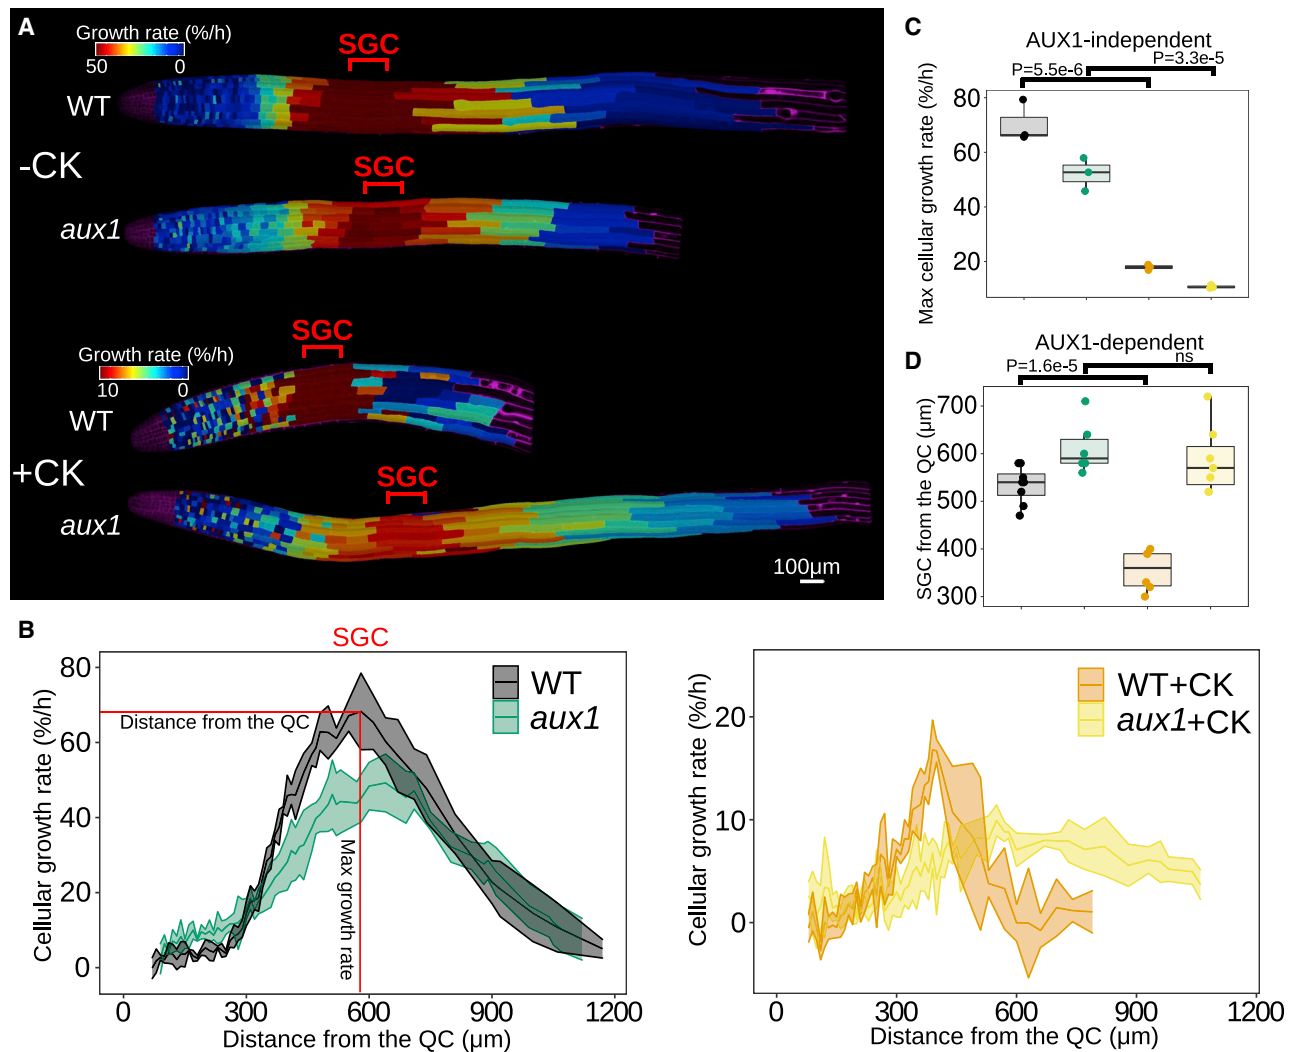 A
Growth rate (%/h)
50 0
SGC
WT
-CK
SGC
aux1
SGC
Growth rate (%/h)
10 0
WT
+CK
SGC
aux1
100µm
B
SGC
80
60
40
20
0
Cellular growth rate (%/h)
WT
aux1
Distance from the QC
Max growth rate
0 300 600 900 1200
Distance from the QC (µm)
20
10
0
Cellular growth rate (%/h)
WT+CK
aux1+CK
0 300 600 900 1200
Distance from the QC (µm)
C
AUX1-independent
P=5.5e-6
P=3.3e-5
Max cellular growth rate (%/h)
80
60
40
20
D
AUX1-dependent
P=1.6e-5
ns
SGC from the QC (µm)
700
600
500
400
300